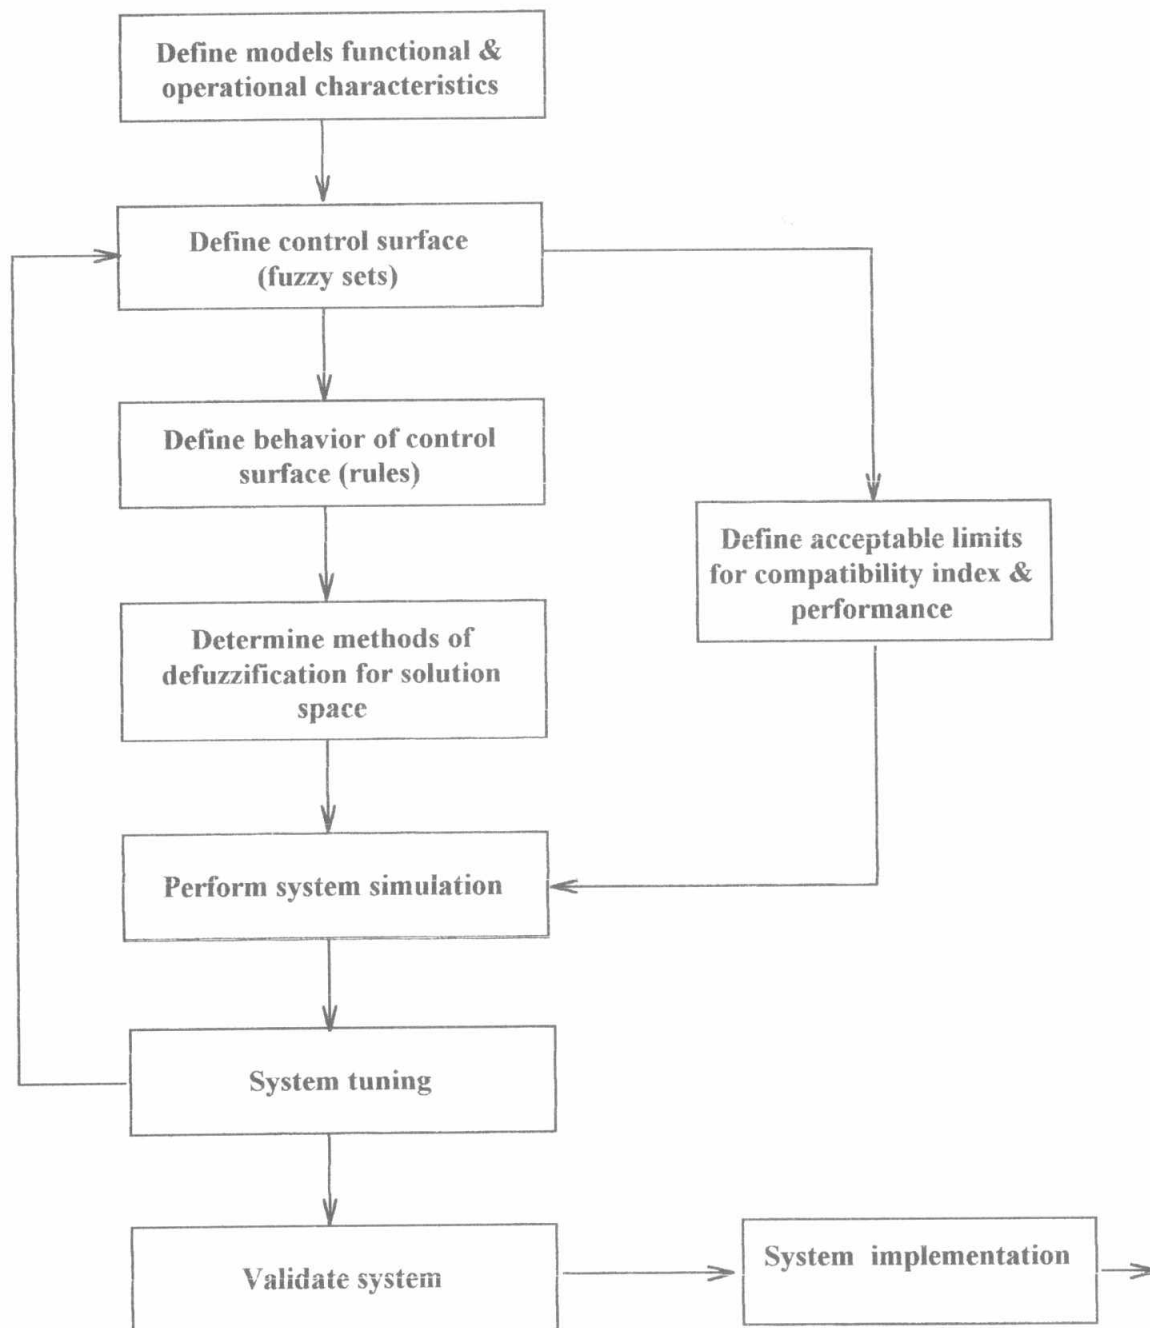 Define models functional &
operational characteristics
Define control surface
(fuzzy sets)
Define behavior of control
surface (rules)
Define acceptable limits
for compatibility index &
performance
Determine methods of
defuzzification for solution
space
Perform system simulation
System tuning
Validate system
System implementation